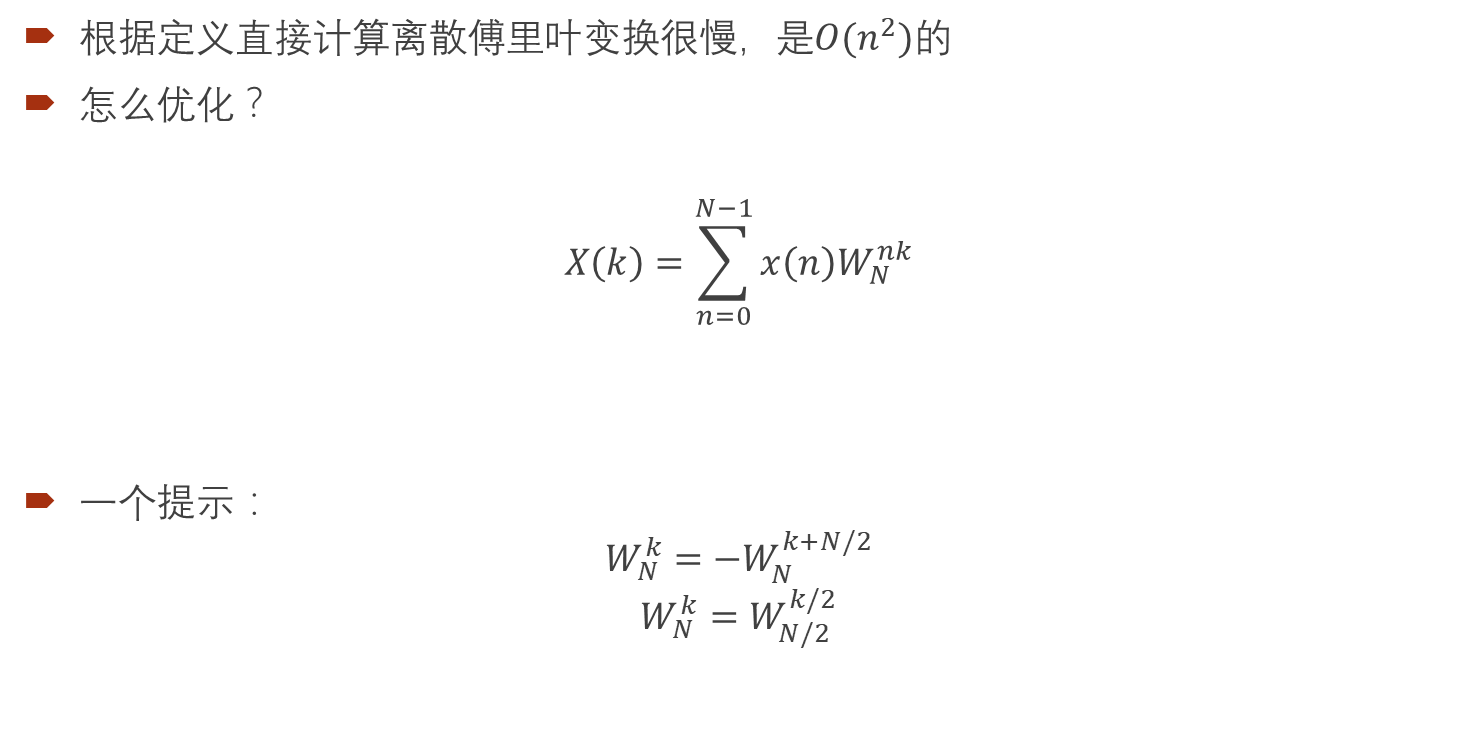 根据定义直接计算离散傅里叶变换很慢，是O(n²)的
怎么优化？
X(k) = \sum_{n=0}^{N-1} x(n)W_N^{nk}
一个提示：
W_N^k = -W_N^{k+N/2}
W_N^k = W_{N/2}^{k/2}